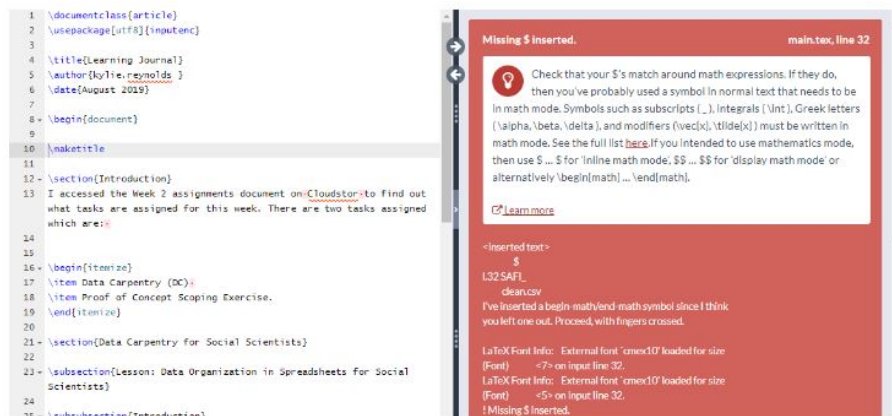 1 \documentclass{article}
2 \usepackage[utf8]{inputenc}
3
4 \title{Learning Journal}
5 \author{kylie.reynolds }
6 \date{August 2019}
7
8 \begin{document}
9
10 \maketitle
11
12 \section{Introduction}
13 I accessed the Week 2 assignments document on Cloudstor to find out
what tasks are assigned for this week. There are two tasks assigned
which are:
14
15
16 \begin{itemize}
17 \item Data Carpentry (DC)
18 \item Proof of Concept Scoping Exercise.
19 \end{itemize}
20
21 \section{Data Carpentry for Social Scientists}
22
23 \subsection{Lesson: Data Organization in Spreadsheets for Social
Scientists}
24
25 \subsubsection{Introduction}
Missing $ inserted. main.tex, line 32
Check that your $'s match around math expressions. If they do,
then you've probably used a symbol in normal text that needs to be
in math mode. Symbols such as subscripts ( _ ), integrals ( \int ), Greek letters
( \alpha, \beta, \delta ), and modifiers (\vec{x}, \tilde{x} ) must be written in
math mode. See the full list here.If you intended to use mathematics mode,
then use $ ... $ for 'inline math mode', $$ ... $$ for 'display math mode' or
alternatively \begin{math} ... \end{math}.
Learn more
<inserted text>
$
l.32 SAFI_
clean.csv
I've inserted a begin-math/end-math symbol since I think
you left one out. Proceed, with fingers crossed.
LaTeX Font Info: External font `cmex10' loaded for size
(Font) <7> on input line 32.
LaTeX Font Info: External font `cmex10' loaded for size
(Font) <5> on input line 32.
! Missing $ inserted.